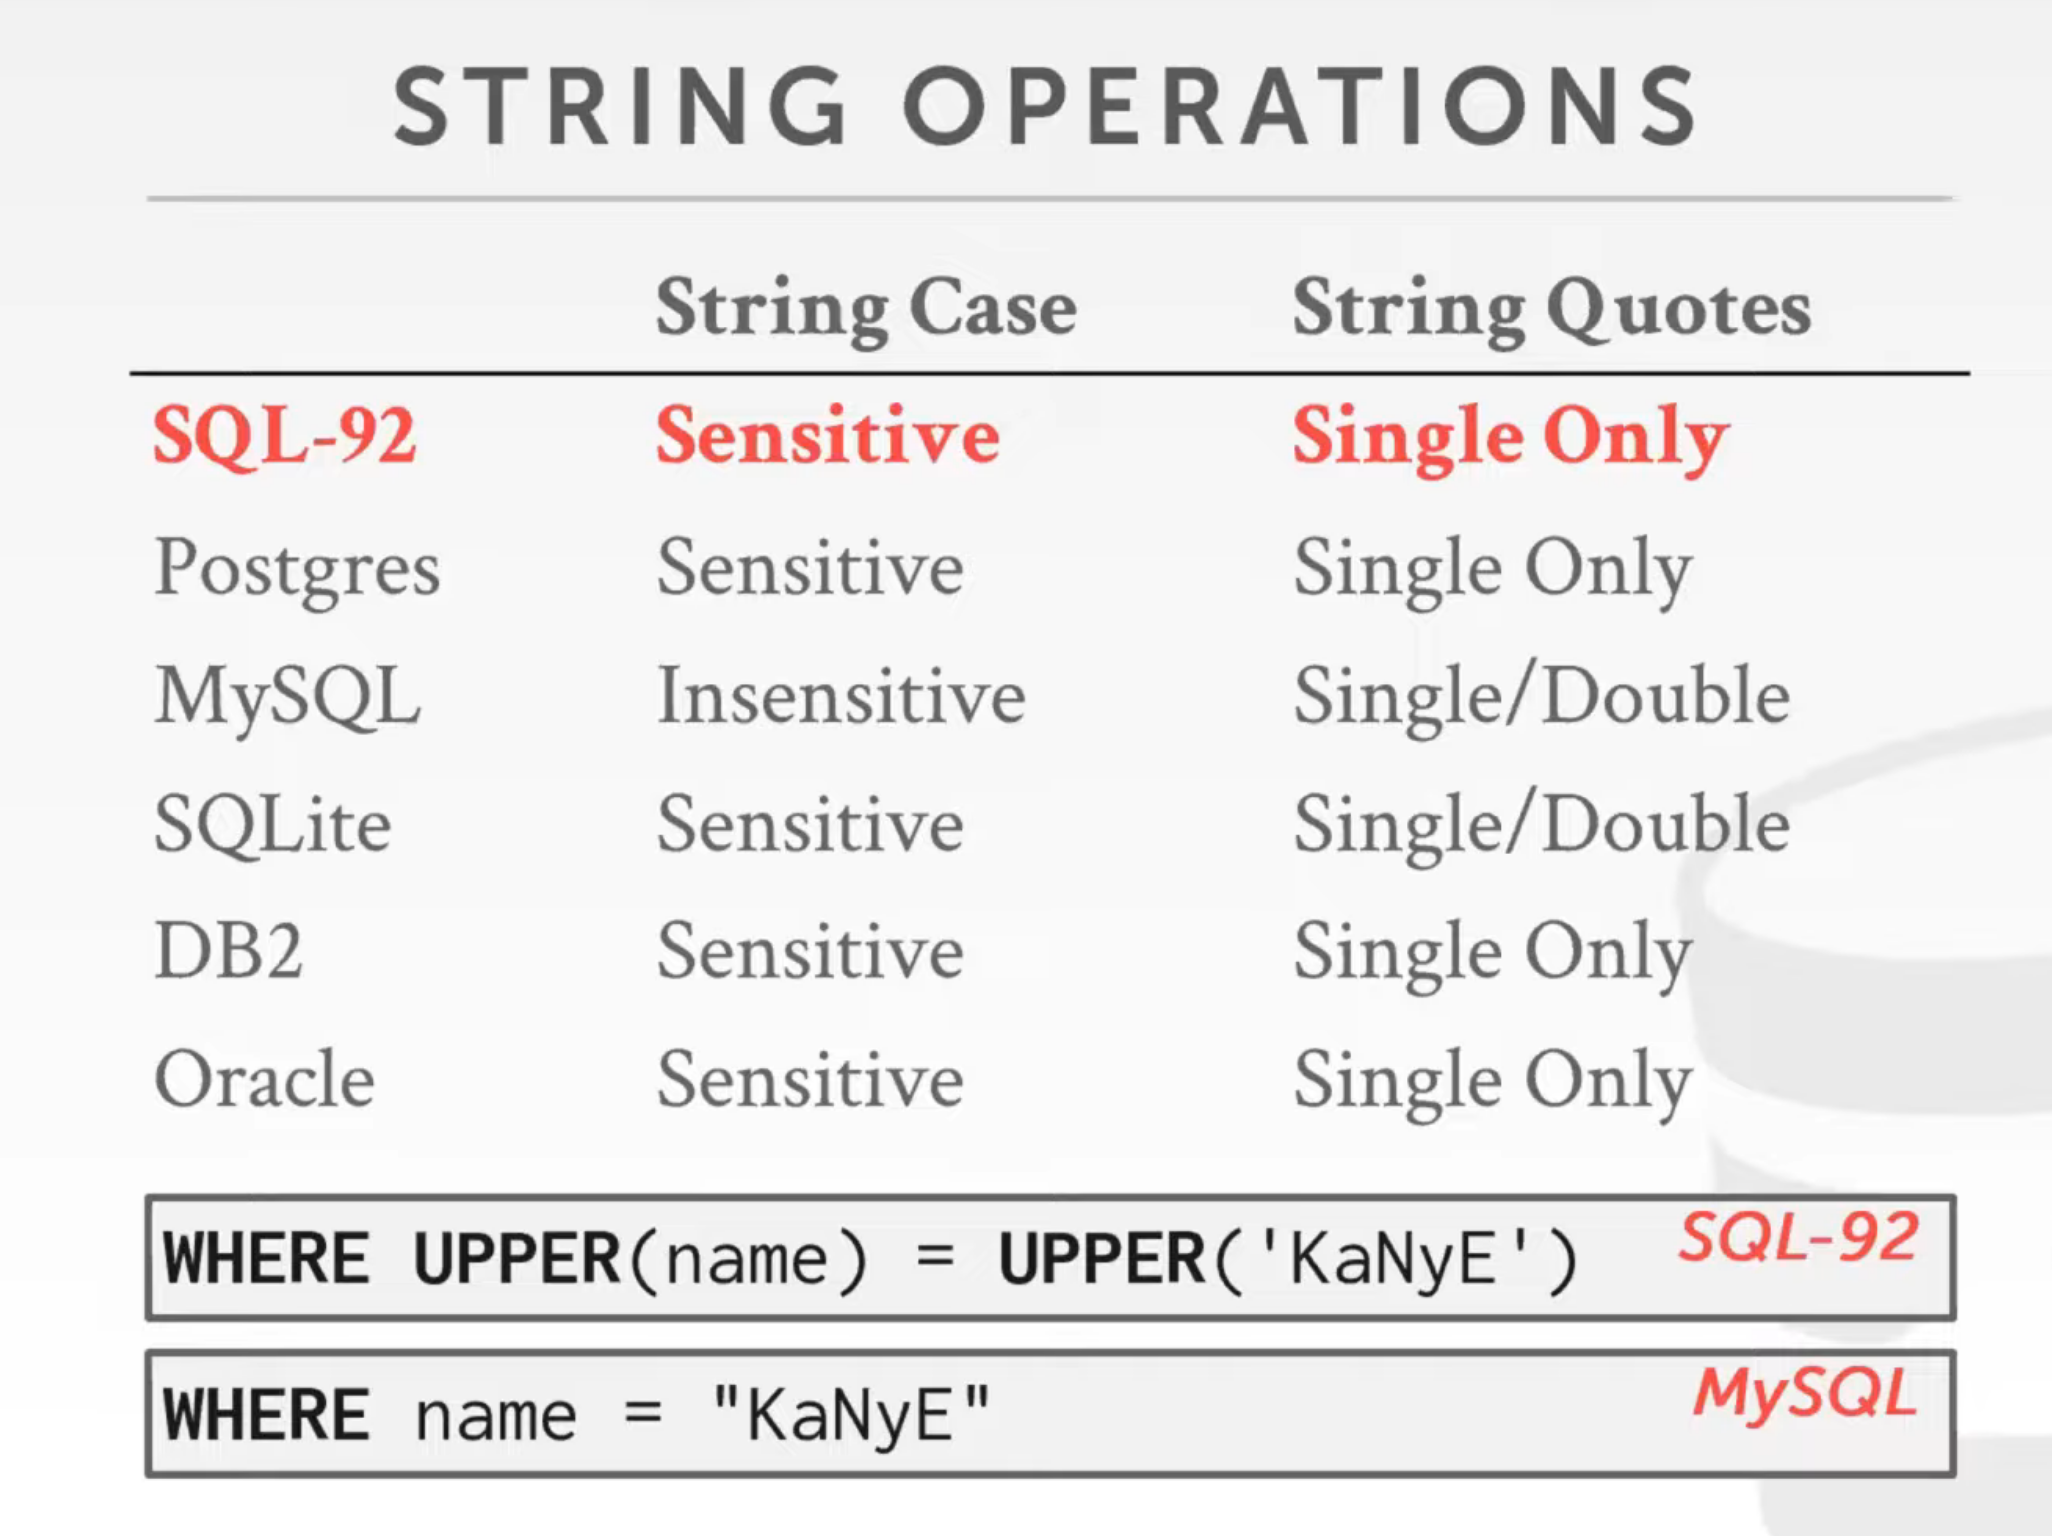 STRING OPERATIONS
String Case String Quotes
SQL-92 Sensitive Single Only
Postgres Sensitive Single Only
MySQL Insensitive Single/Double
SQLite Sensitive Single/Double
DB2 Sensitive Single Only
Oracle Sensitive Single Only
WHERE UPPER(name) = UPPER('KaNyE') SQL-92
WHERE name = "KaNyE" MySQL